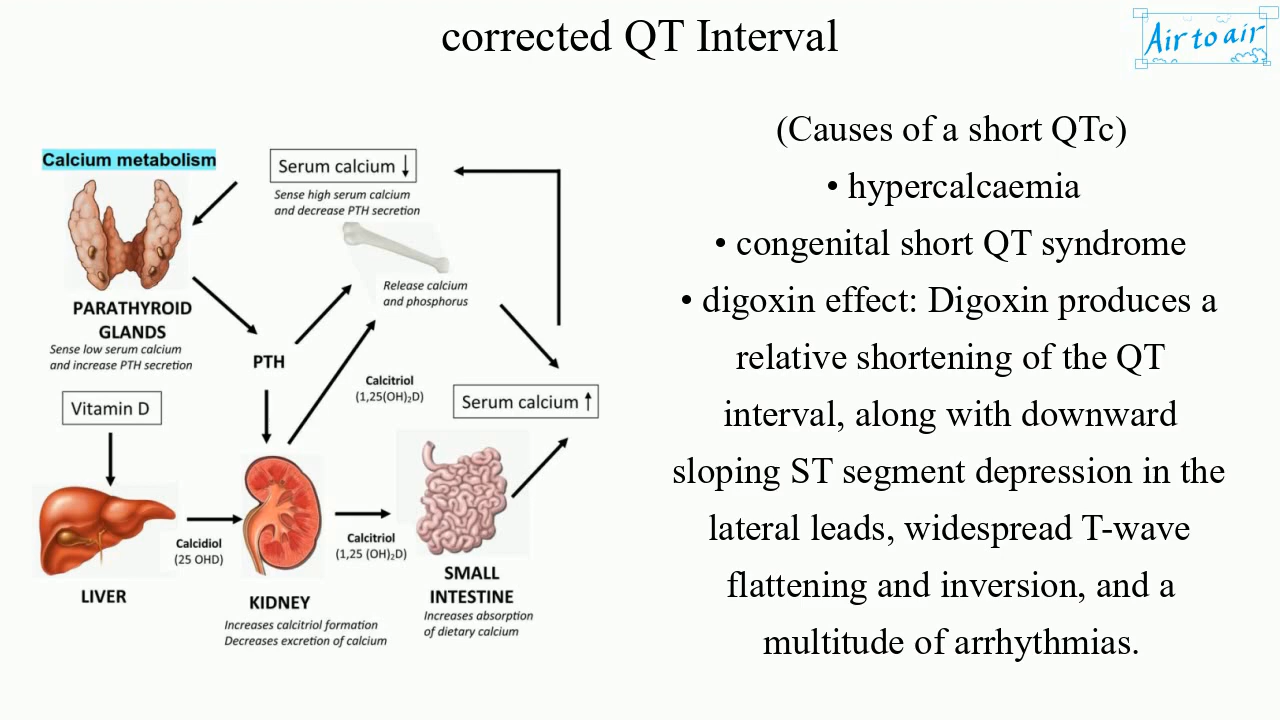 corrected QT Interval
Air to air
Calcium metabolism
Serum calcium ↓
Sense high serum calcium
and decrease PTH secretion
Release calcium
and phosphorus
PARATHYROID
GLANDS
Sense low serum calcium
and increase PTH secretion
PTH
Calcitriol
(1,25(OH)₂D)
Vitamin D
Serum calcium ↑
Calcidiol
(25 OHD)
Calcitriol
(1,25 (OH)₂D)
LIVER
KIDNEY
Increases calcitriol formation
Decreases excretion of calcium
SMALL
INTESTINE
Increases absorption
of dietary calcium
(Causes of a short QTc)
• hypercalcaemia
• congenital short QT syndrome
• digoxin effect: Digoxin produces a
relative shortening of the QT
interval, along with downward
sloping ST segment depression in the
lateral leads, widespread T-wave
flattening and inversion, and a
multitude of arrhythmias.